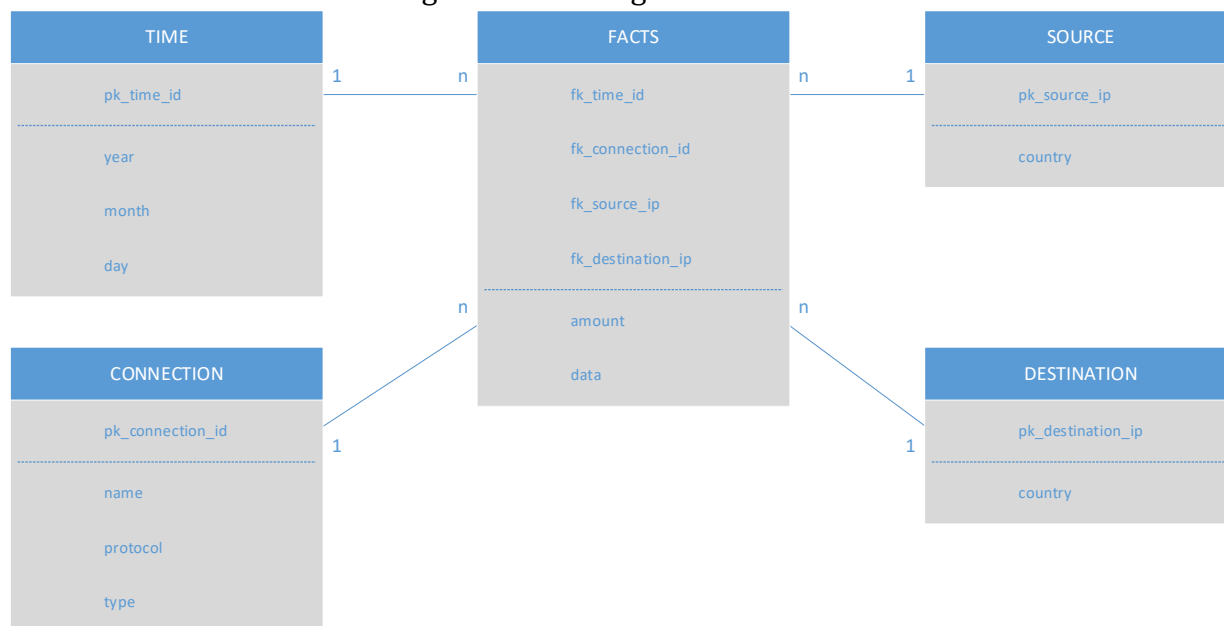 TIME
pk_time_id
year
month
day
1
n
FACTS
fk_time_id
fk_connection_id
fk_source_ip
fk_destination_ip
amount
data
n
1
SOURCE
pk_source_ip
country
n
1
CONNECTION
pk_connection_id
name
protocol
type
n
1
DESTINATION
pk_destination_ip
country